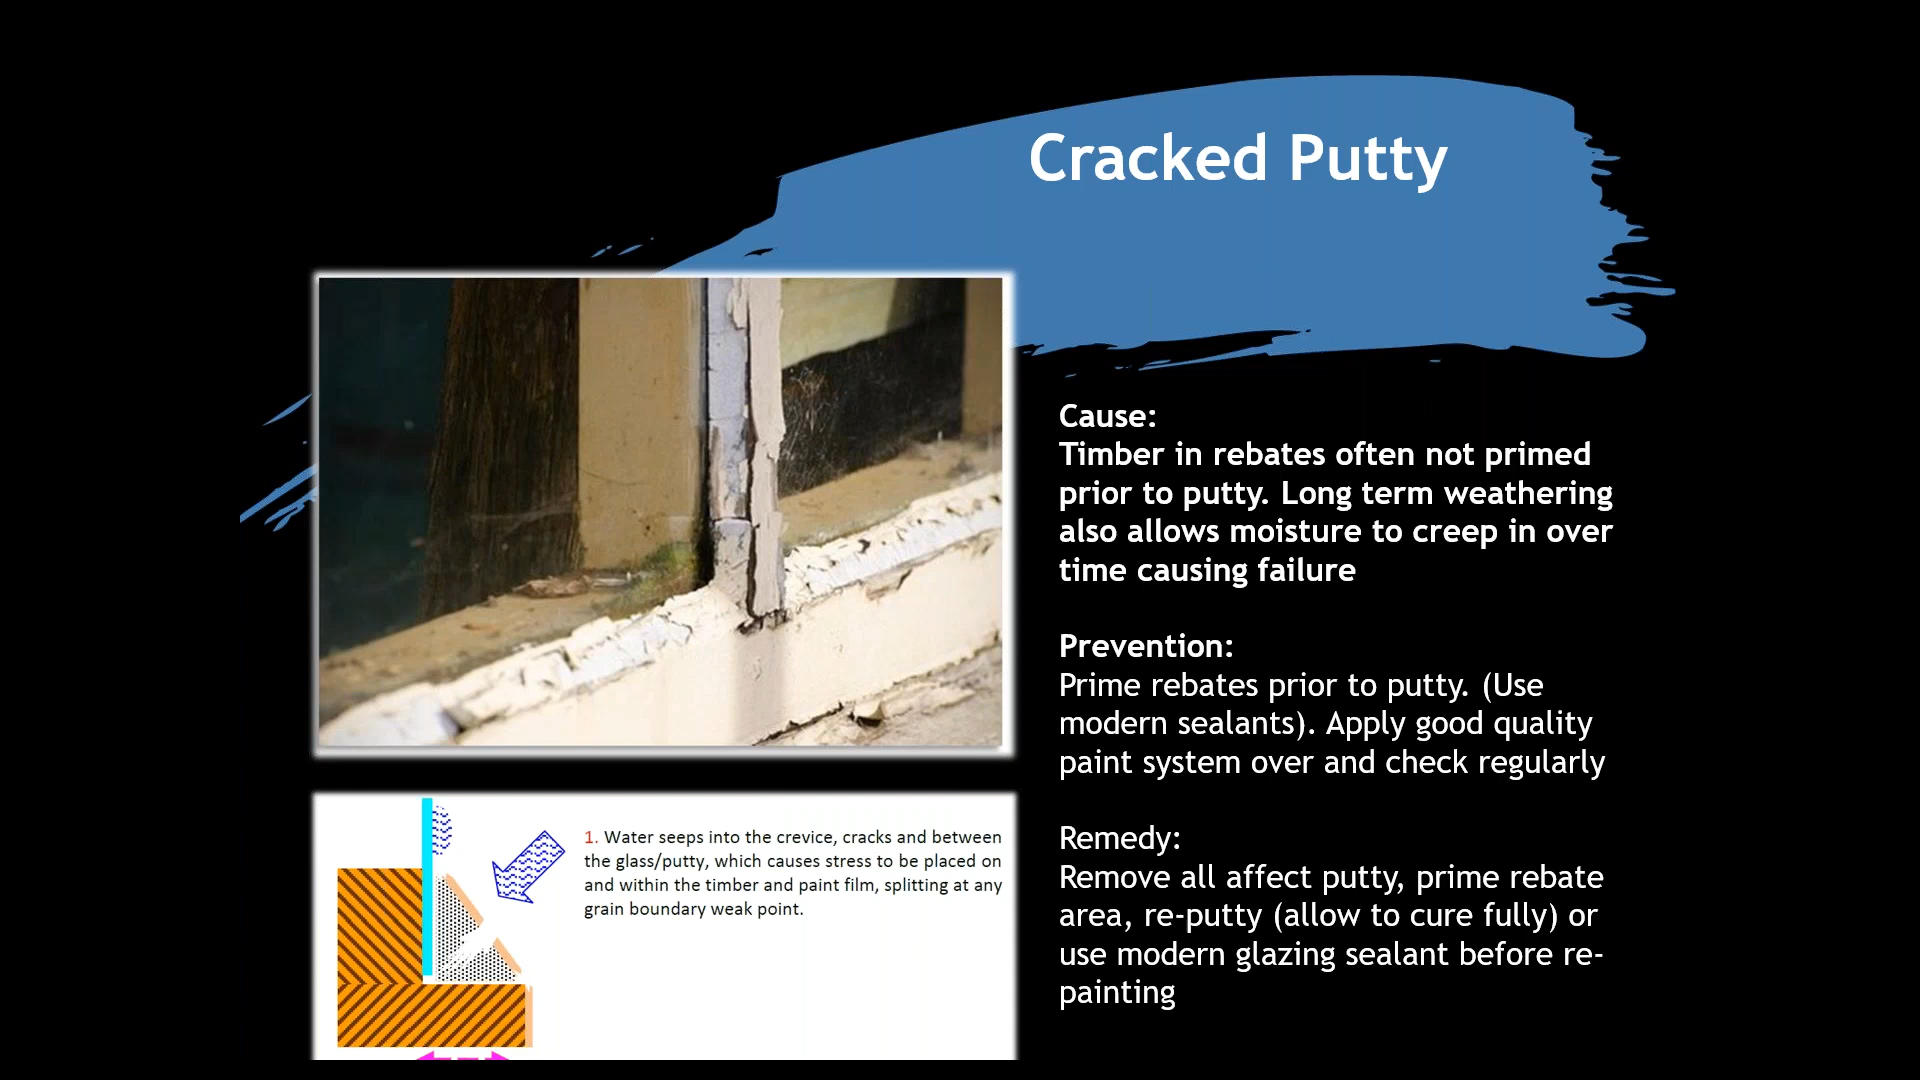 Cracked Putty
Cause:
Timber in rebates often not primed
prior to putty. Long term weathering
also allows moisture to creep in over
time causing failure
Prevention:
Prime rebates prior to putty. (Use
modern sealants). Apply good quality
paint system over and check regularly
Remedy:
Remove all affect putty, prime rebate
area, re-putty (allow to cure fully) or
use modern glazing sealant before re-
painting
1. Water seeps into the crevice, cracks and between
the glass/putty, which causes stress to be placed on
and within the timber and paint film, splitting at any
grain boundary weak point.